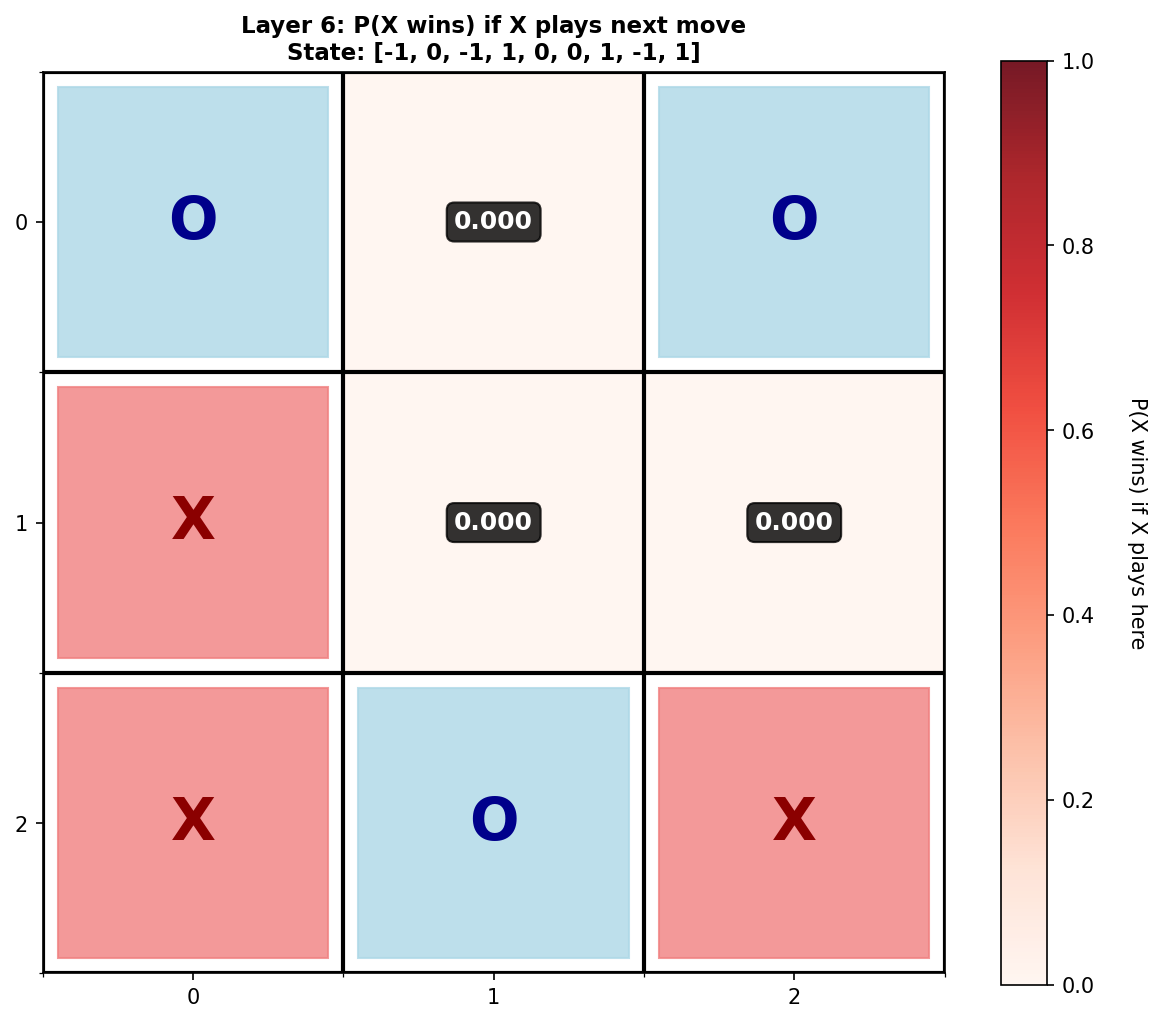 Layer 6: P(X wins) if X plays next move
State: [-1, 0, -1, 1, 0, 0, 1, -1, 1]
0
O
0.000
O
1
X
0.000
0.000
2
X
O
X
0
1
2
1.0
0.8
0.6
0.4
0.2
0.0
P(X wins) if X plays here